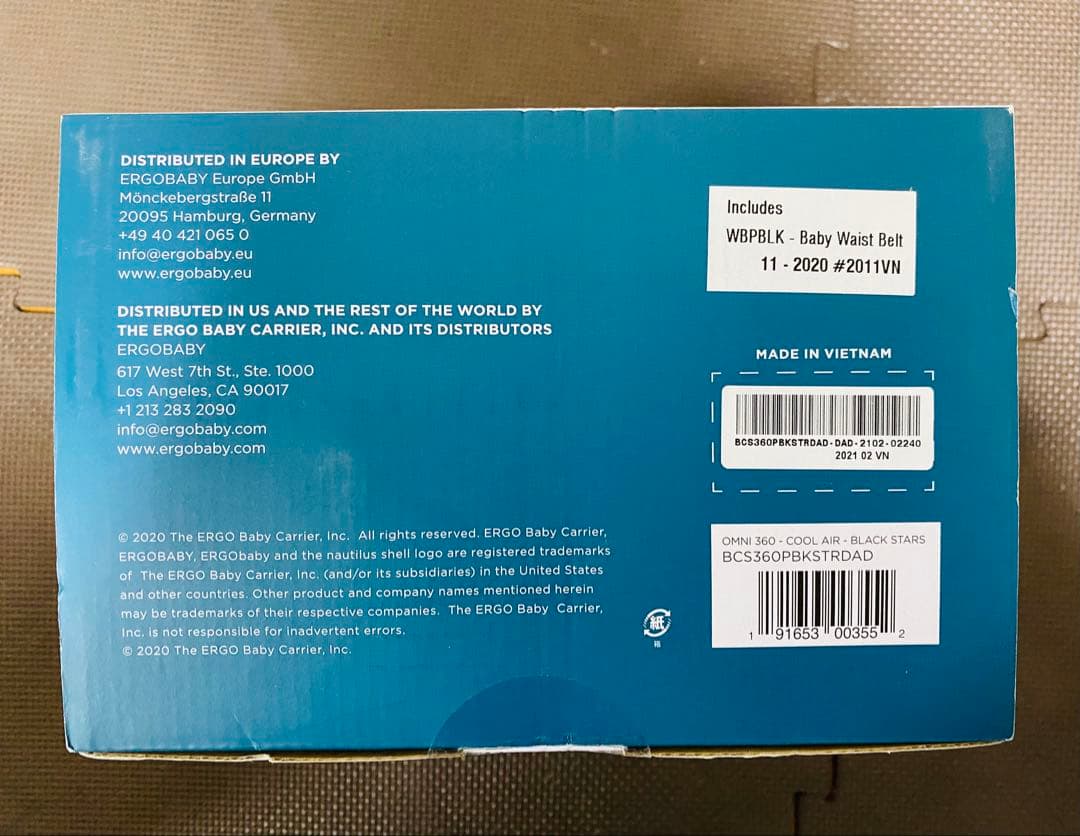 DISTRIBUTED IN EUROPE BY
ERGOBABY Europe GmbH
Mönckebergstraße 11
20095 Hamburg, Germany
+49 40 421 065 0
info@ergobaby.eu
www.ergobaby.eu
DISTRIBUTED IN US AND THE REST OF THE WORLD BY
THE ERGO BABY CARRIER, INC. AND ITS DISTRIBUTORS
ERGOBABY
617 West 7th St., Ste. 1000
Los Angeles, CA 90017
+1 213 283 2090
info@ergobaby.com
www.ergobaby.com
© 2020 The ERGO Baby Carrier, Inc. All rights reserved. ERGO Baby Carrier,
ERGOBABY, ERGObaby and the nautilus shell logo are registered trademarks
of The ERGO Baby Carrier, Inc. (and/or its subsidiaries) in the United States
and other countries. Other product and company names mentioned herein
may be trademarks of their respective companies. The ERGO Baby Carrier,
Inc. is not responsible for inadvertent errors.
© 2020 The ERGO Baby Carrier, Inc.
紙
箱
Includes
WBPBLK - Baby Waist Belt
11 - 2020 #2011VN
MADE IN VIETNAM
BCS360PBKSTRDAD-DAD-2102-02240
2021 02 VN
OMNI 360 - COOL AIR - BLACK STARS
BCS360PBKSTRDAD
1 91653 00355 2